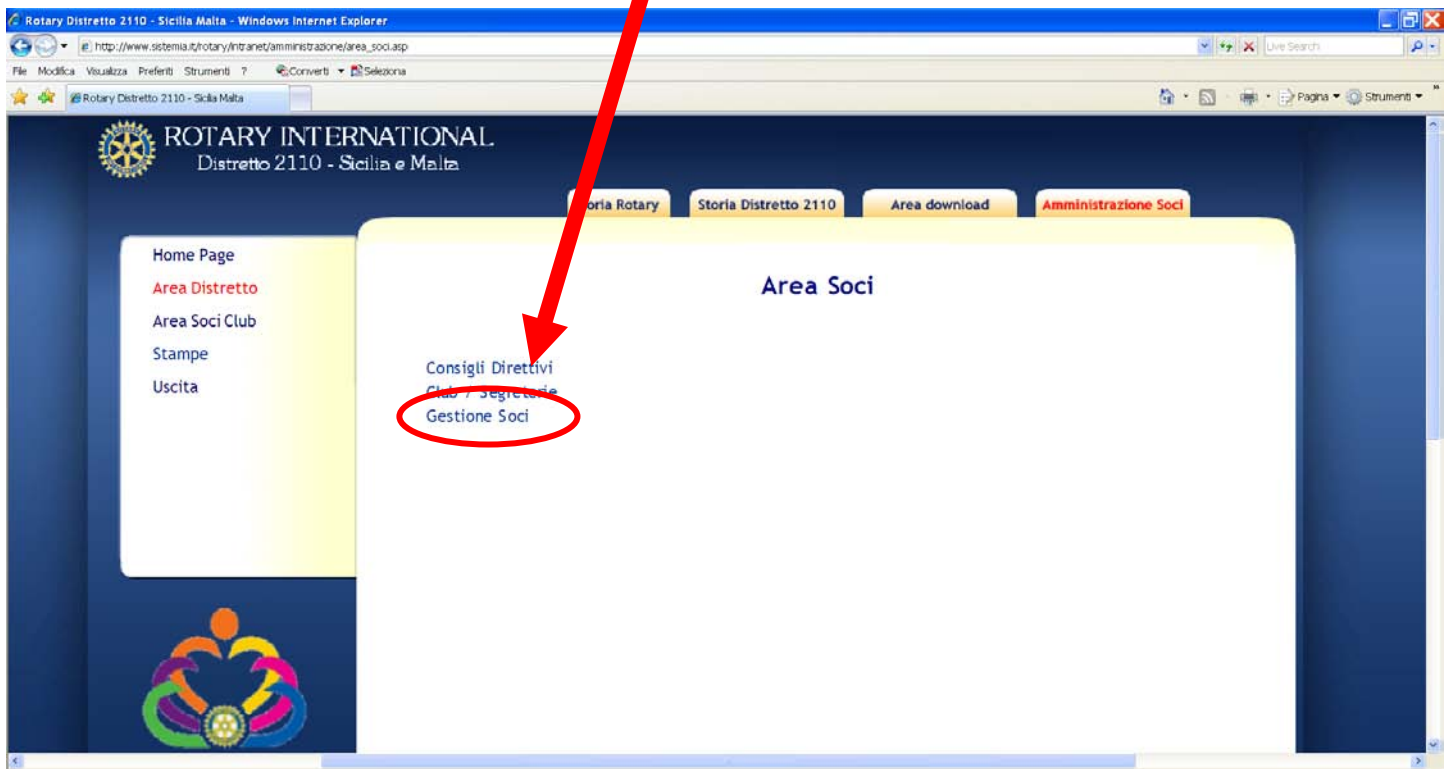 Rotary Distretto 2110 - Sicilia Malta - Windows Internet Explorer
http://www.sistemia.it/rotary/intranet/amministrazione/area_soci.asp
Live Search
File Modifica Visualizza Preferiti Strumenti ? Converti Seleziona
Rotary Distretto 2110 - Sicilia Malta
Pagina Strumenti
ROTARY INTERNATIONAL
Distretto 2110 - Sicilia e Malta
oria Rotary Storia Distretto 2110 Area download Amministrazione Soci
Home Page
Area Distretto
Area Soci Club
Stampe
Uscita
Area Soci
Consigli Direttivi
Club / Segreterie
Gestione Soci